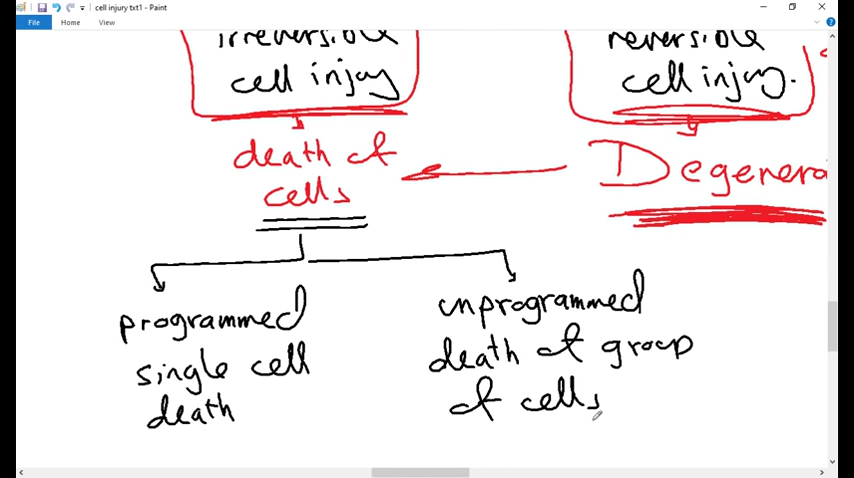 cell injury txt1 - Paint
File Home View
irreversible
cell injury
reversible
cell injury.
death of
cells
Degenera
programmed
single cell
death
unprogrammed
death of group
of cells